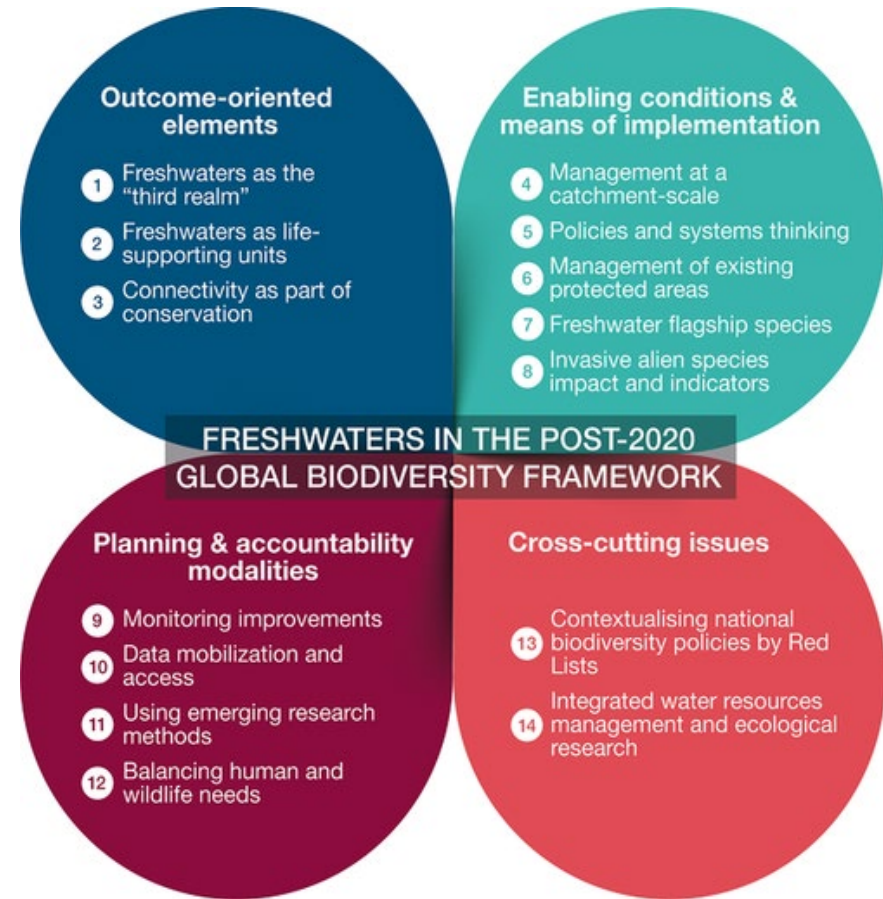 Outcome-oriented
elements
1 Freshwaters as the
“third realm”
2 Freshwaters as life-
supporting units
3 Connectivity as part of
conservation
Enabling conditions &
means of implementation
4 Management at a
catchment-scale
5 Policies and systems thinking
6 Management of existing
protected areas
7 Freshwater flagship species
8 Invasive alien species
impact and indicators
FRESHWATERS IN THE POST-2020
GLOBAL BIODIVERSITY FRAMEWORK
Planning & accountability
modalities
9 Monitoring improvements
10 Data mobilization and
access
11 Using emerging research
methods
12 Balancing human and
wildlife needs
Cross-cutting issues
Contextualising national
13 biodiversity policies by Red
Lists
Integrated water resources
14 management and ecological
research